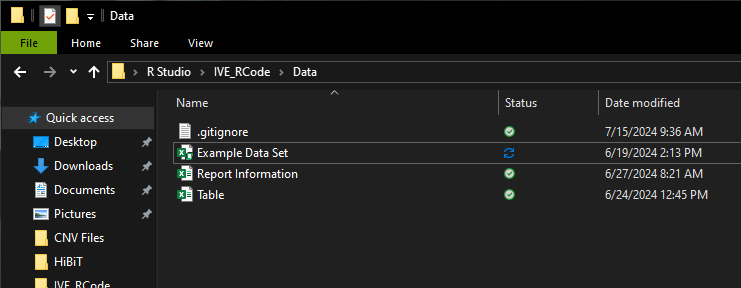 Data
File Home Share View
R Studio IVE_RCode Data
Name Status Date modified
Quick access
.gitignore 7/15/2024 9:36 AM
Desktop
Example Data Set 6/19/2024 2:13 PM
Downloads
Report Information 6/27/2024 8:21 AM
Documents
Table 6/24/2024 12:45 PM
Pictures
CNV Files
HiBiT
IVE_RCode